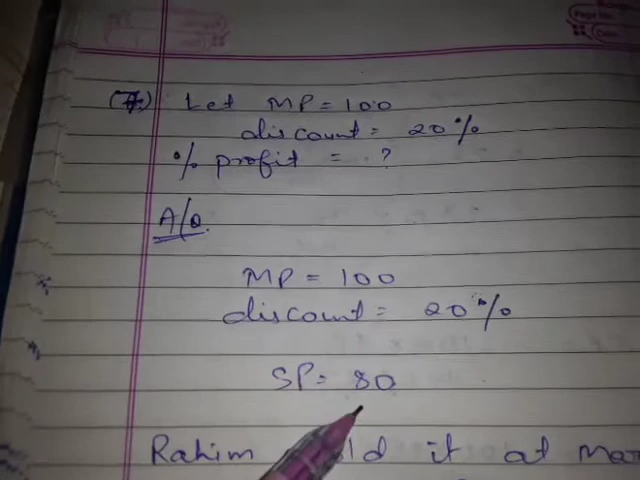 (7.) Let MP = 100
discount = 20%
% profit = ?
A/Q.
MP = 100
discount = 20%
SP = 80
Rahim it at